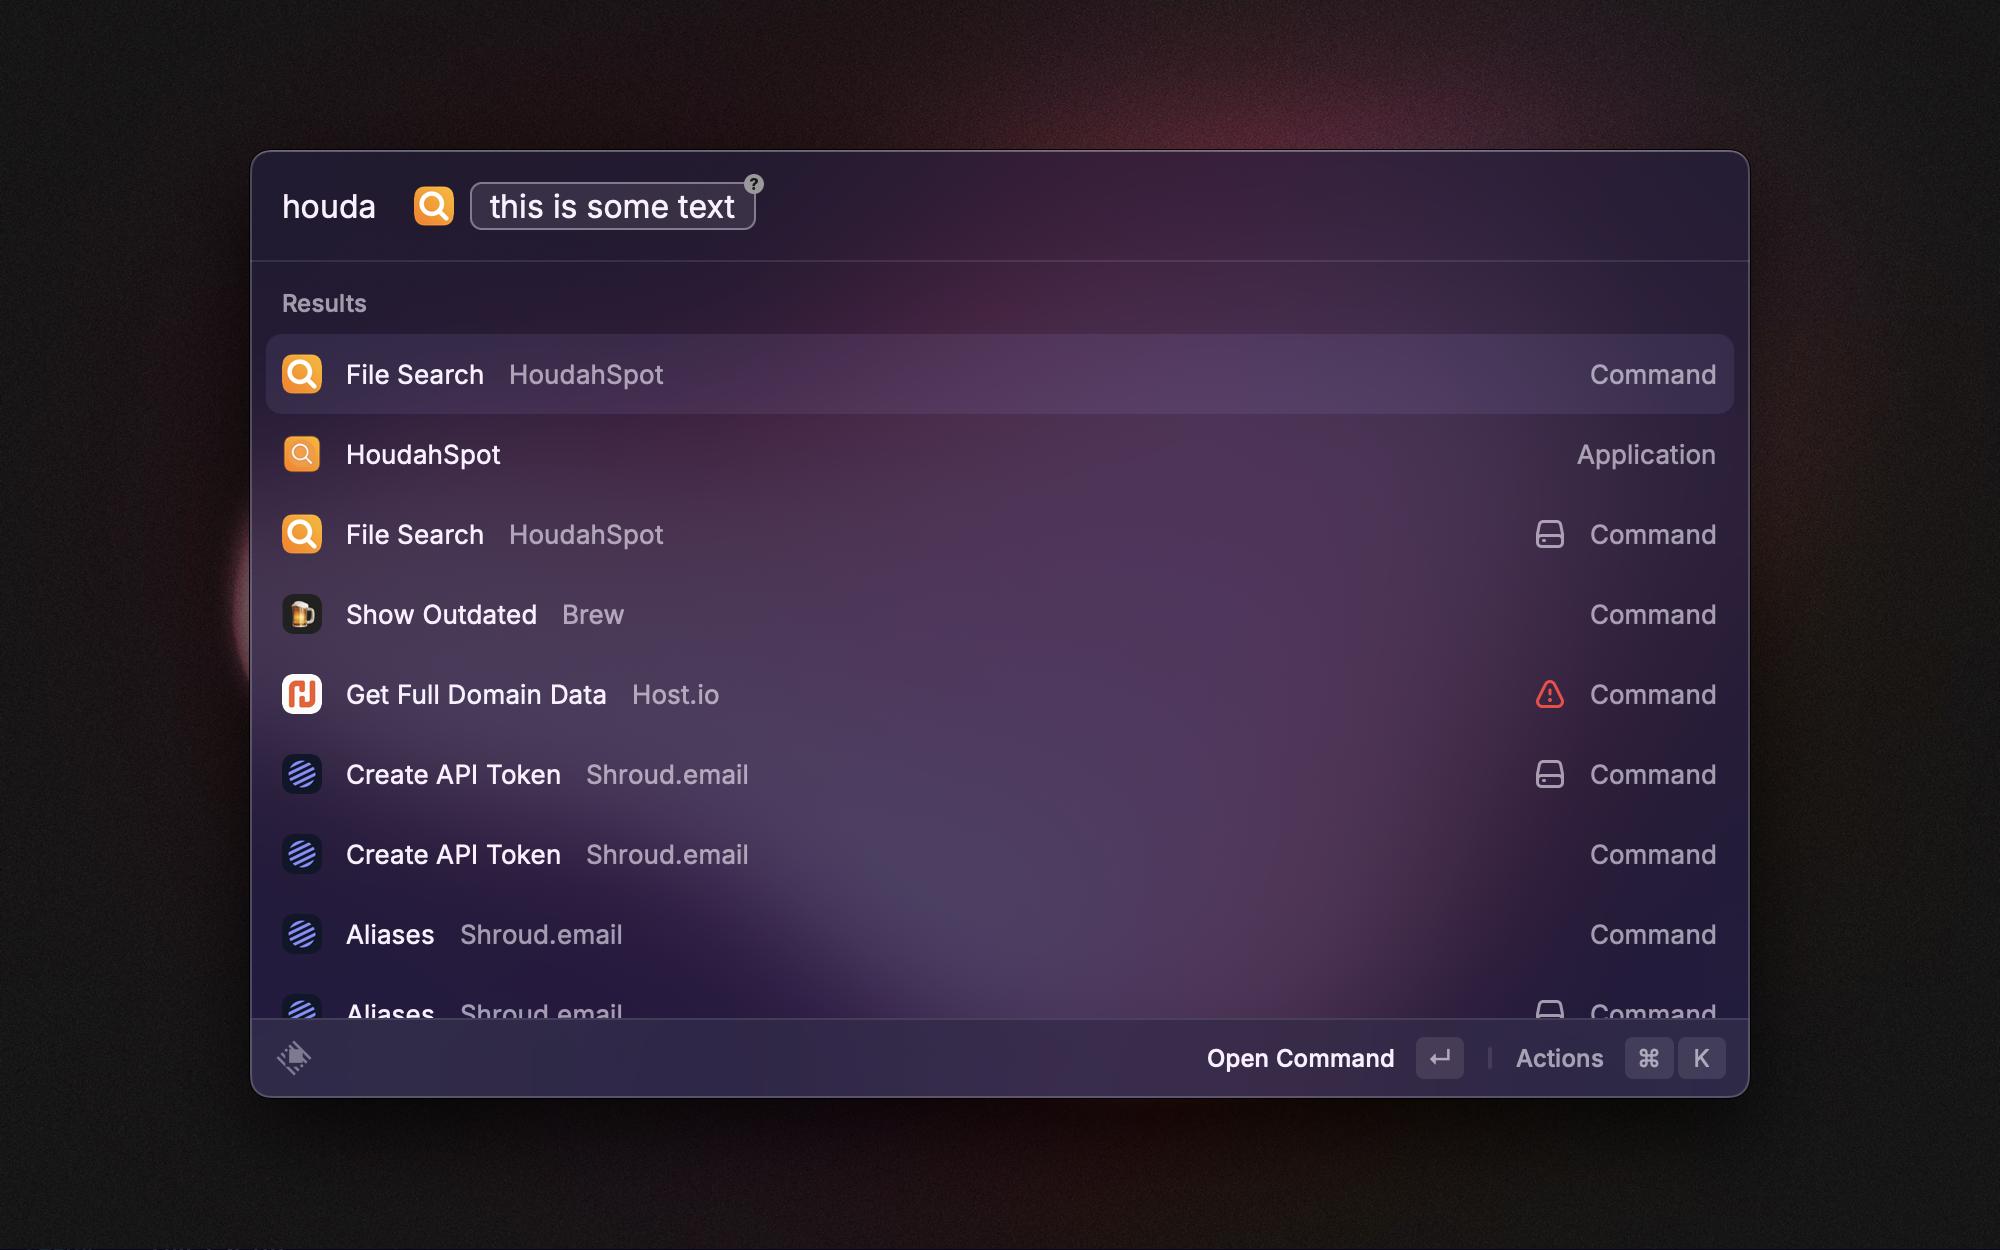 houda this is some text ?
Results
File Search HoudahSpot Command
HoudahSpot Application
File Search HoudahSpot Command
Show Outdated Brew Command
Get Full Domain Data Host.io Command
Create API Token Shroud.email Command
Create API Token Shroud.email Command
Aliases Shroud.email Command
Aliases Shroud.email Command
Open Command ↵ Actions ⌘ K